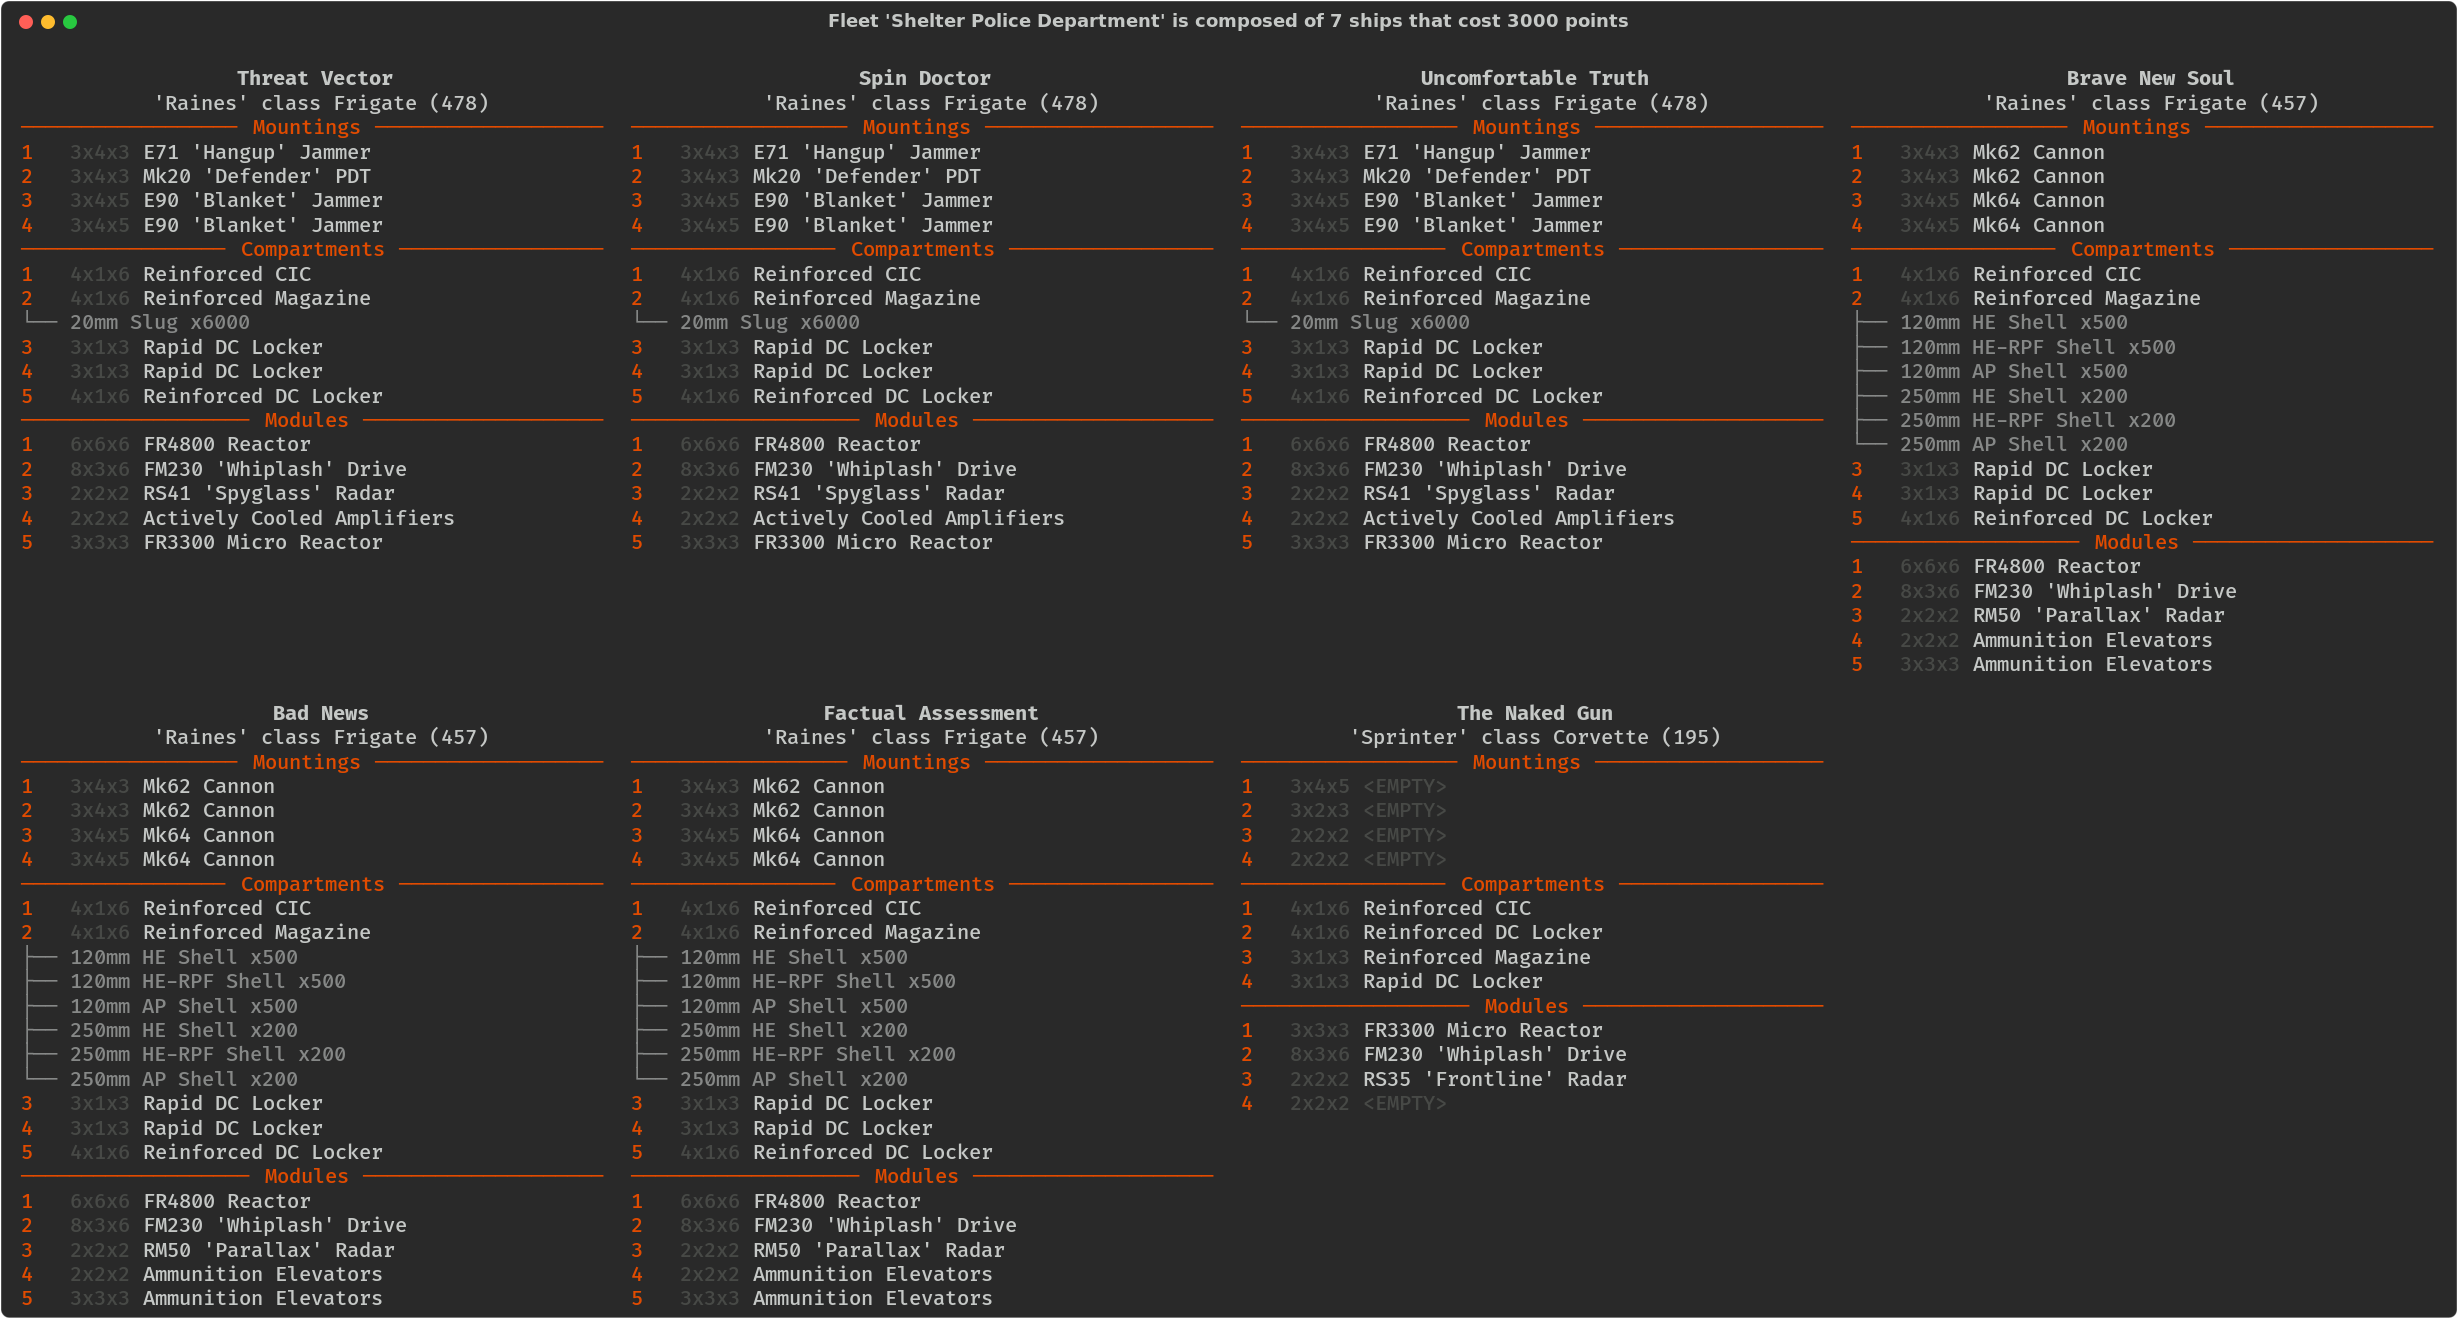 Fleet 'Shelter Police Department' is composed of 7 ships that cost 3000 points
Threat Vector
'Raines' class Frigate (478)
Mountings
1 3x4x3 E71 'Hangup' Jammer
2 3x4x3 Mk20 'Defender' PDT
3 3x4x5 E90 'Blanket' Jammer
4 3x4x5 E90 'Blanket' Jammer
Compartments
1 4x1x6 Reinforced CIC
2 4x1x6 Reinforced Magazine
20mm Slug x6000
3 3x1x3 Rapid DC Locker
4 3x1x3 Rapid DC Locker
5 4x1x6 Reinforced DC Locker
Modules
1 6x6x6 FR4800 Reactor
2 8x3x6 FM230 'Whiplash' Drive
3 2x2x2 RS41 'Spyglass' Radar
4 2x2x2 Actively Cooled Amplifiers
5 3x3x3 FR3300 Micro Reactor
Spin Doctor
'Raines' class Frigate (478)
Mountings
1 3x4x3 E71 'Hangup' Jammer
2 3x4x3 Mk20 'Defender' PDT
3 3x4x5 E90 'Blanket' Jammer
4 3x4x5 E90 'Blanket' Jammer
Compartments
1 4x1x6 Reinforced CIC
2 4x1x6 Reinforced Magazine
20mm Slug x6000
3 3x1x3 Rapid DC Locker
4 3x1x3 Rapid DC Locker
5 4x1x6 Reinforced DC Locker
Modules
1 6x6x6 FR4800 Reactor
2 8x3x6 FM230 'Whiplash' Drive
3 2x2x2 RS41 'Spyglass' Radar
4 2x2x2 Actively Cooled Amplifiers
5 3x3x3 FR3300 Micro Reactor
Uncomfortable Truth
'Raines' class Frigate (478)
Mountings
1 3x4x3 E71 'Hangup' Jammer
2 3x4x3 Mk20 'Defender' PDT
3 3x4x5 E90 'Blanket' Jammer
4 3x4x5 E90 'Blanket' Jammer
Compartments
1 4x1x6 Reinforced CIC
2 4x1x6 Reinforced Magazine
20mm Slug x6000
3 3x1x3 Rapid DC Locker
4 3x1x3 Rapid DC Locker
5 4x1x6 Reinforced DC Locker
Modules
1 6x6x6 FR4800 Reactor
2 8x3x6 FM230 'Whiplash' Drive
3 2x2x2 RS41 'Spyglass' Radar
4 2x2x2 Actively Cooled Amplifiers
5 3x3x3 FR3300 Micro Reactor
Brave New Soul
'Raines' class Frigate (457)
Mountings
1 3x4x3 Mk62 Cannon
2 3x4x3 Mk62 Cannon
3 3x4x5 Mk64 Cannon
4 3x4x5 Mk64 Cannon
Compartments
1 4x1x6 Reinforced CIC
2 4x1x6 Reinforced Magazine
120mm HE Shell x500
120mm HE-RPF Shell x500
120mm AP Shell x500
250mm HE Shell x200
250mm HE-RPF Shell x200
250mm AP Shell x200
3 3x1x3 Rapid DC Locker
4 3x1x3 Rapid DC Locker
5 4x1x6 Reinforced DC Locker
Modules
1 6x6x6 FR4800 Reactor
2 8x3x6 FM230 'Whiplash' Drive
3 2x2x2 RM50 'Parallax' Radar
4 2x2x2 Ammunition Elevators
5 3x3x3 Ammunition Elevators
Bad News
'Raines' class Frigate (457)
Mountings
1 3x4x3 Mk62 Cannon
2 3x4x3 Mk62 Cannon
3 3x4x5 Mk64 Cannon
4 3x4x5 Mk64 Cannon
Compartments
1 4x1x6 Reinforced CIC
2 4x1x6 Reinforced Magazine
120mm HE Shell x500
120mm HE-RPF Shell x500
120mm AP Shell x500
250mm HE Shell x200
250mm HE-RPF Shell x200
250mm AP Shell x200
3 3x1x3 Rapid DC Locker
4 3x1x3 Rapid DC Locker
5 4x1x6 Reinforced DC Locker
Modules
1 6x6x6 FR4800 Reactor
2 8x3x6 FM230 'Whiplash' Drive
3 2x2x2 RM50 'Parallax' Radar
4 2x2x2 Ammunition Elevators
5 3x3x3 Ammunition Elevators
Factual Assessment
'Raines' class Frigate (457)
Mountings
1 3x4x3 Mk62 Cannon
2 3x4x3 Mk62 Cannon
3 3x4x5 Mk64 Cannon
4 3x4x5 Mk64 Cannon
Compartments
1 4x1x6 Reinforced CIC
2 4x1x6 Reinforced Magazine
120mm HE Shell x500
120mm HE-RPF Shell x500
120mm AP Shell x500
250mm HE Shell x200
250mm HE-RPF Shell x200
250mm AP Shell x200
3 3x1x3 Rapid DC Locker
4 3x1x3 Rapid DC Locker
5 4x1x6 Reinforced DC Locker
Modules
1 6x6x6 FR4800 Reactor
2 8x3x6 FM230 'Whiplash' Drive
3 2x2x2 RM50 'Parallax' Radar
4 2x2x2 Ammunition Elevators
5 3x3x3 Ammunition Elevators
The Naked Gun
'Sprinter' class Corvette (195)
Mountings
1 3x4x5 <EMPTY>
2 3x2x3 <EMPTY>
3 2x2x2 <EMPTY>
4 2x2x2 <EMPTY>
Compartments
1 4x1x6 Reinforced CIC
2 4x1x6 Reinforced DC Locker
3 3x1x3 Reinforced Magazine
4 3x1x3 Rapid DC Locker
Modules
1 3x3x3 FR3300 Micro Reactor
2 8x3x6 FM230 'Whiplash' Drive
3 2x2x2 RS35 'Frontline' Radar
4 2x2x2 <EMPTY>